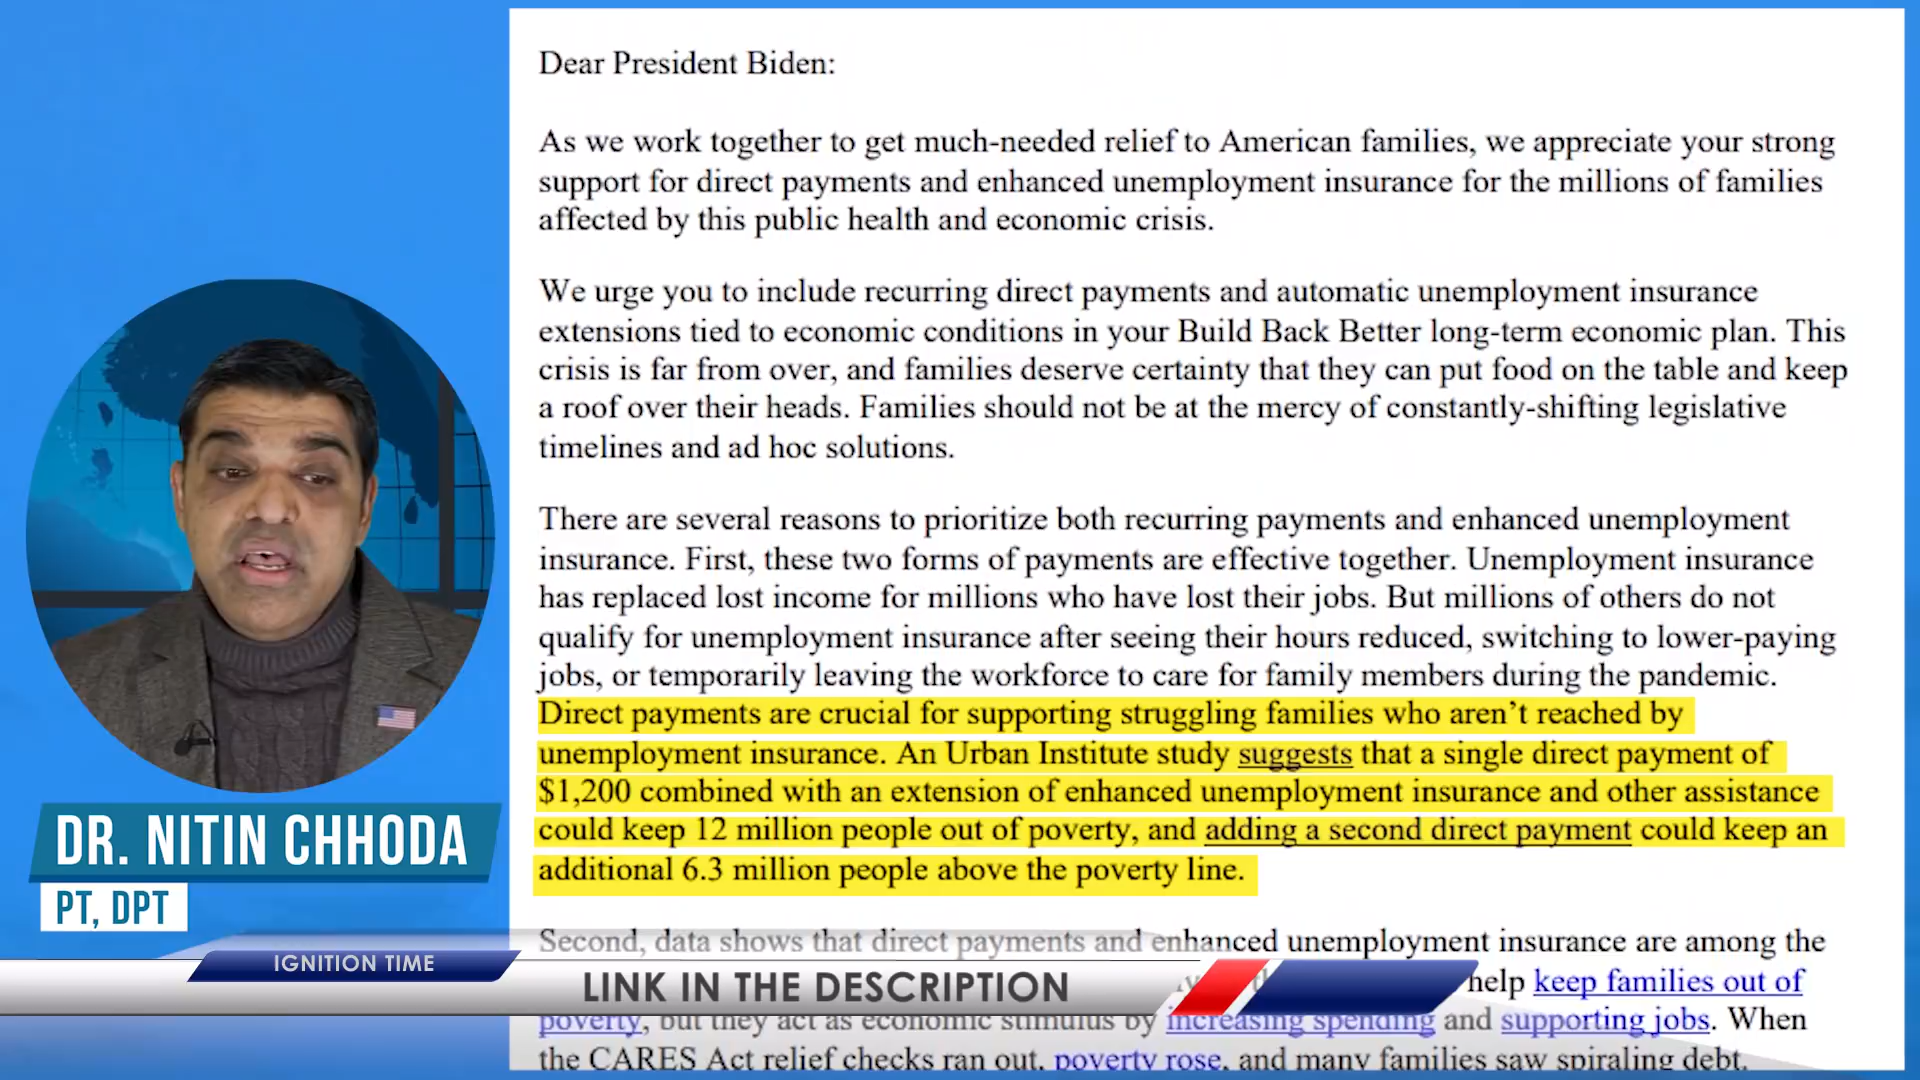 Dear President Biden:
As we work together to get much-needed relief to American families, we appreciate your strong
support for direct payments and enhanced unemployment insurance for the millions of families
affected by this public health and economic crisis.
We urge you to include recurring direct payments and automatic unemployment insurance
extensions tied to economic conditions in your Build Back Better long-term economic plan. This
crisis is far from over, and families deserve certainty that they can put food on the table and keep
a roof over their heads. Families should not be at the mercy of constantly-shifting legislative
timelines and ad hoc solutions.
There are several reasons to prioritize both recurring payments and enhanced unemployment
insurance. First, these two forms of payments are effective together. Unemployment insurance
has replaced lost income for millions who have lost their jobs. But millions of others do not
qualify for unemployment insurance after seeing their hours reduced, switching to lower-paying
jobs, or temporarily leaving the workforce to care for family members during the pandemic.
Direct payments are crucial for supporting struggling families who aren't reached by
unemployment insurance. An Urban Institute study suggests that a single direct payment of
$1,200 combined with an extension of enhanced unemployment insurance and other assistance
could keep 12 million people out of poverty, and adding a second direct payment could keep an
additional 6.3 million people above the poverty line.
Second, data shows that direct payments and enhanced unemployment insurance are among the
help keep families out of
poverty, but they act as economic stimulus by increasing spending and supporting jobs. When
the CARES Act relief checks ran out, poverty rose, and many families saw spiraling debt,
DR. NITIN CHHODA
PT, DPT
IGNITION TIME
LINK IN THE DESCRIPTION